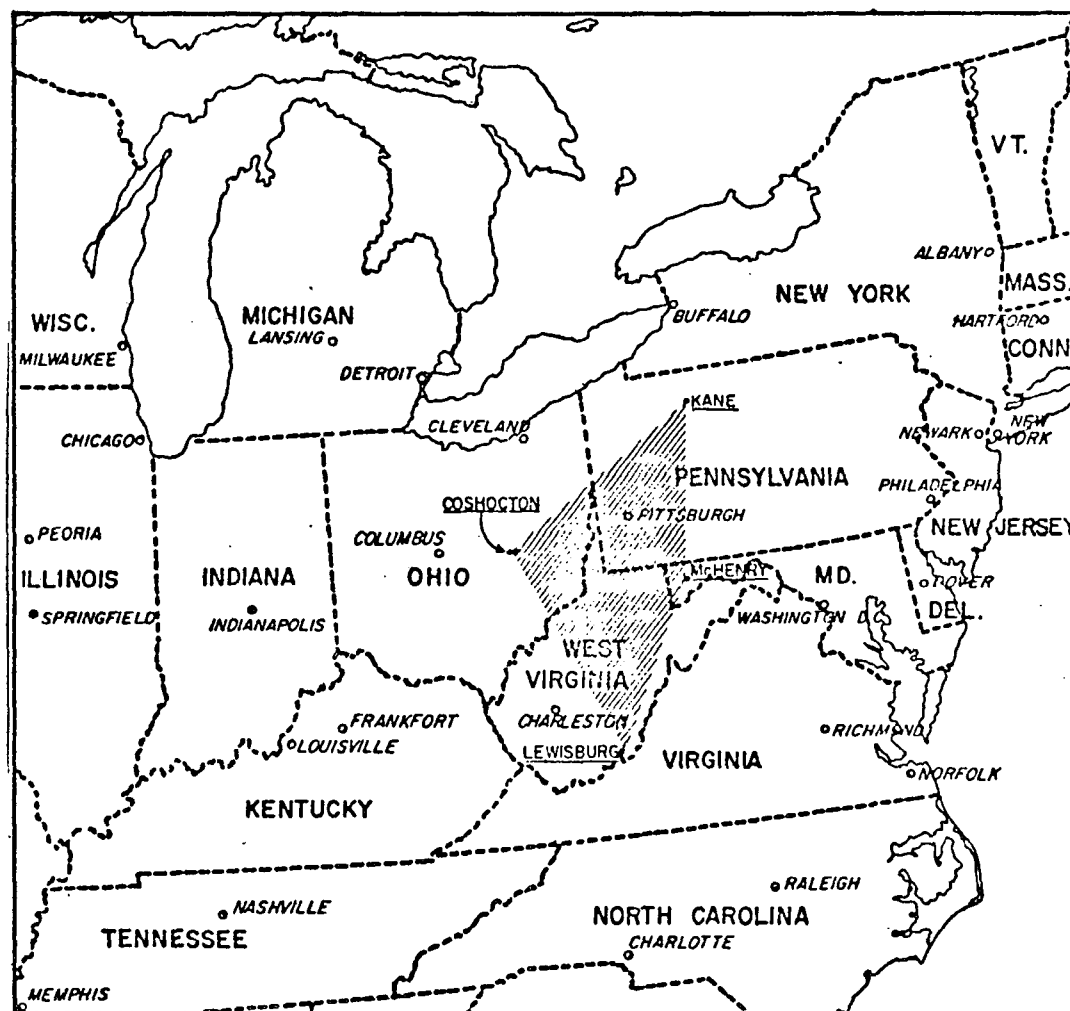 VT.
ALBANY
MASS.
NEW YORK
HARTFORD
CONN
BUFFALO
WISC.
MICHIGAN
LANSING
MILWAUKEE
DETROIT
KANE
CLEVELAND
CHICAGO
NEWARK
NEW
YORK
PENNSYLVANIA
PHILADELPHIA
COSHOCTON
PITTSBURGH
NEW JERSEY
PEORIA
COLUMBUS
ILLINOIS
INDIANA
OHIO
McHENRY
MD.
DOVER
DEL.
SPRINGFIELD
INDIANAPOLIS
WASHINGTON D.
WEST
VIRGINIA
CHARLESTON
FRANKFORT
LOUISVILLE
LEWISBURG
VIRGINIA
RICHMOND
NORFOLK
KENTUCKY
RALEIGH
NASHVILLE
NORTH CAROLINA
TENNESSEE
CHARLOTTE
MEMPHIS